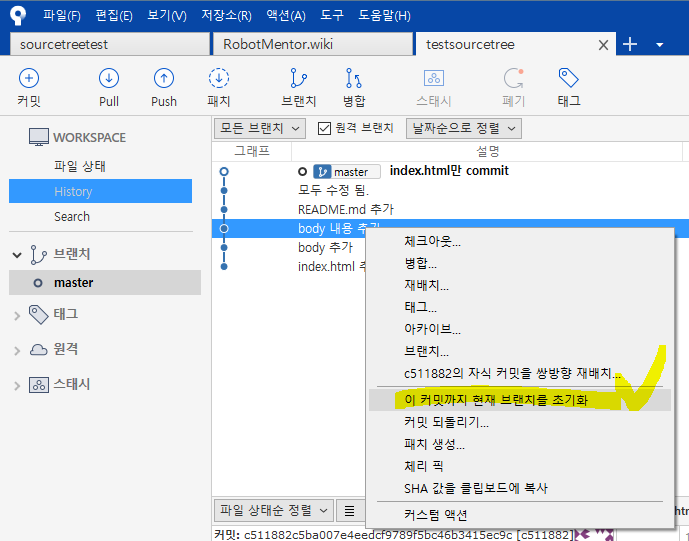 파일(F) 편집(E) 보기(V) 저장소(R) 액션(A) 도구 도움말(H)
sourcetreetest RobotMentor.wiki testsourcetree
커밋 Pull Push 패치 브랜치 병합 스태시 폐기 태그
WORKSPACE
파일 상태
History
Search
브랜치
master
태그
원격
스태시
모든 브랜치 원격 브랜치 날짜순으로 정렬
그래프 설명
master index.html만 commit
모두 수정 됨.
README.md 추가
body 내용 추가
body 추가
index.html
체크아웃...
병합...
재배치...
태그...
아카이브...
브랜치...
c511882의 자식 커밋을 쌍방향 재배치...
이 커밋까지 현재 브랜치를 초기화
커밋 되돌리기...
패치 생성...
체리 픽
SHA 값을 클립보드에 복사
커스텀 액션
파일 상태순 정렬
커밋: c511882c5ba007e4eedcf9789f5bc46b3415ec9c [c511882]